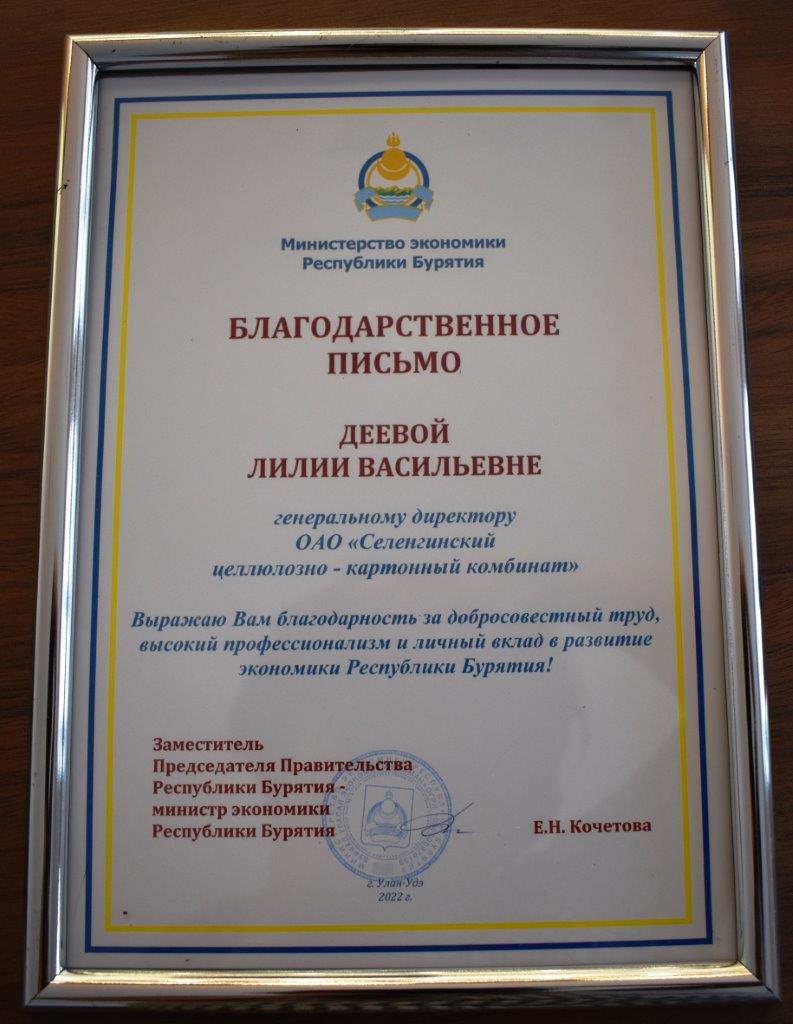 Министерство экономики
Республики Бурятия
БЛАГОДАРСТВЕННОЕ
ПИСЬМО
ДЕЕВОЙ
ЛИЛИИ ВАСИЛЬЕВНЕ
генеральному директору
ОАО «Селенгинский
целлюлозно - картонный комбинат»
Выражаю Вам благодарность за добросовестный труд,
высокий профессионализм и личный вклад в развитие
экономики Республики Бурятия!
Заместитель
Председателя Правительства
Республики Бурятия -
министр экономики
Республики Бурятия
Е.Н. Кочетова
г. Улан-Удэ
2022 г.